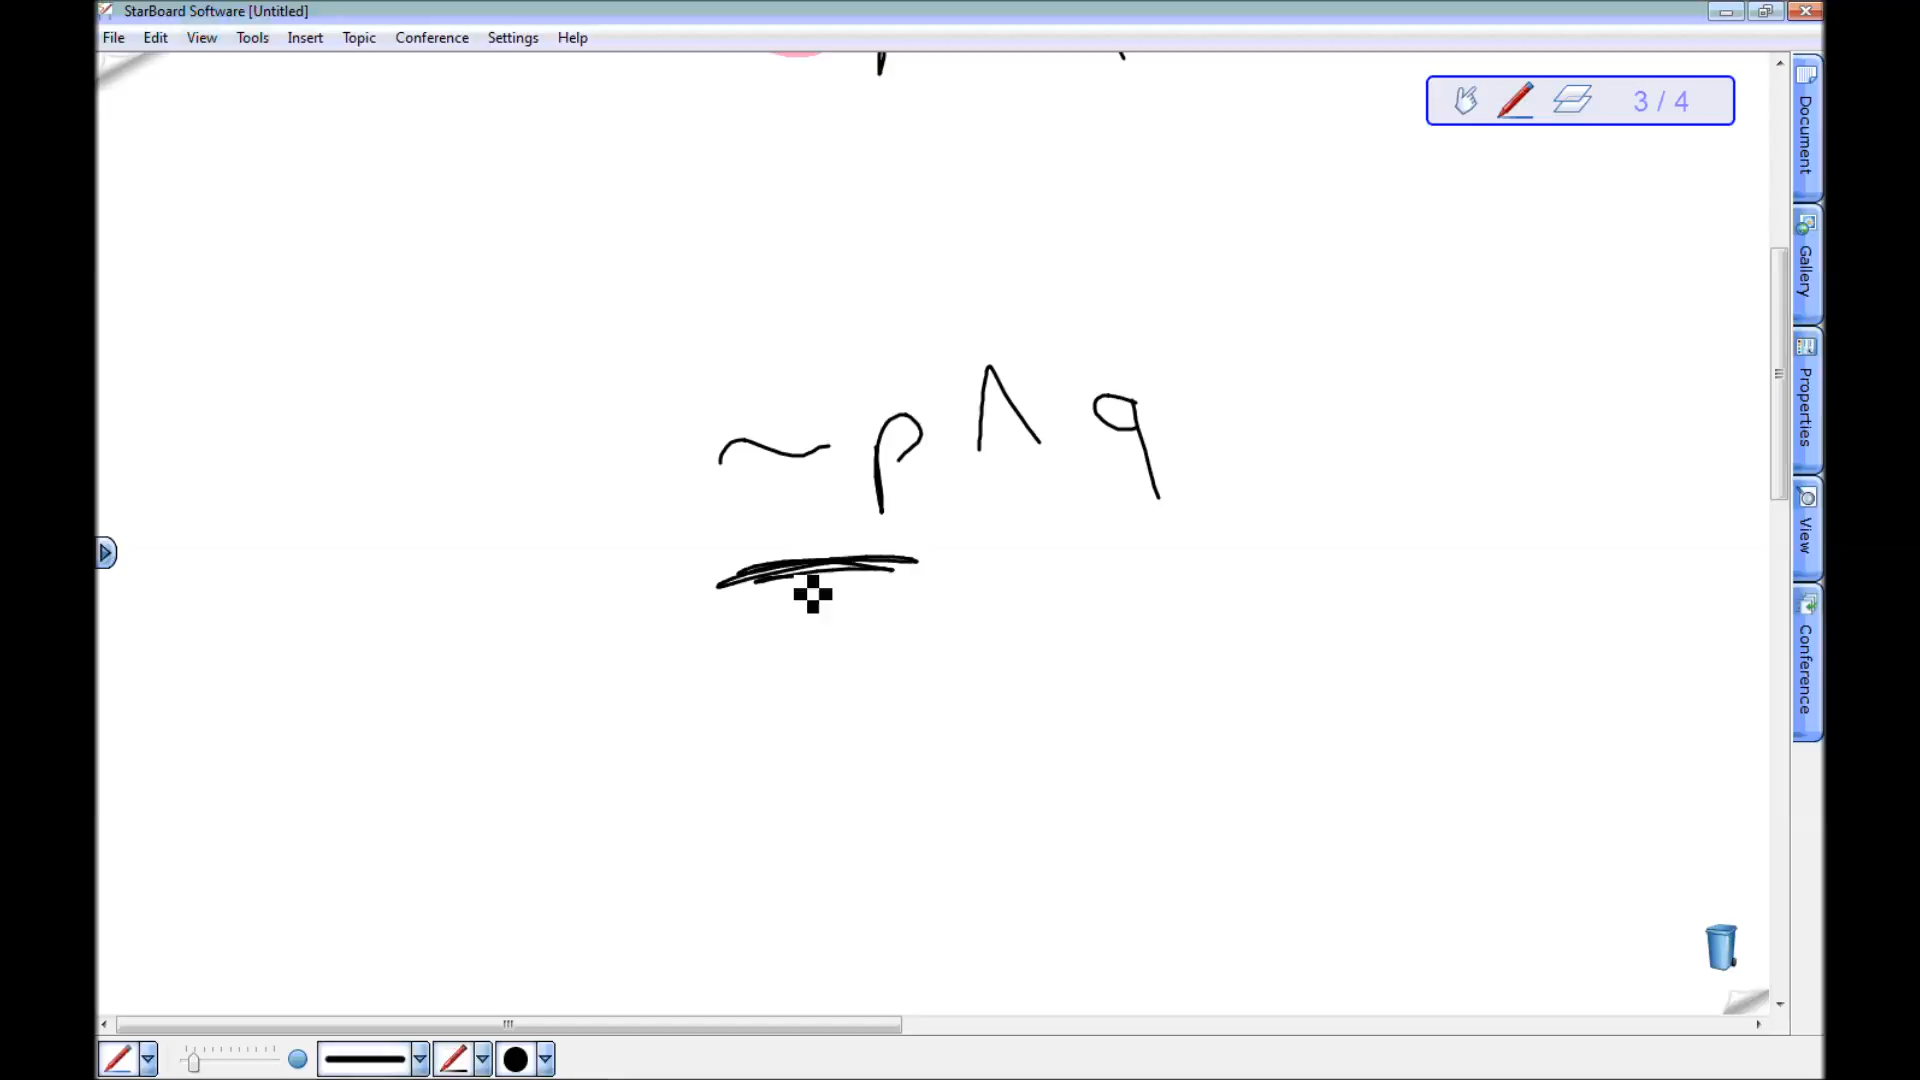 StarBoard Software [Untitled]
File Edit View Tools Insert Topic Conference Settings Help
3 / 4
~p∧q
Document
Gallery
Properties
View
Conference